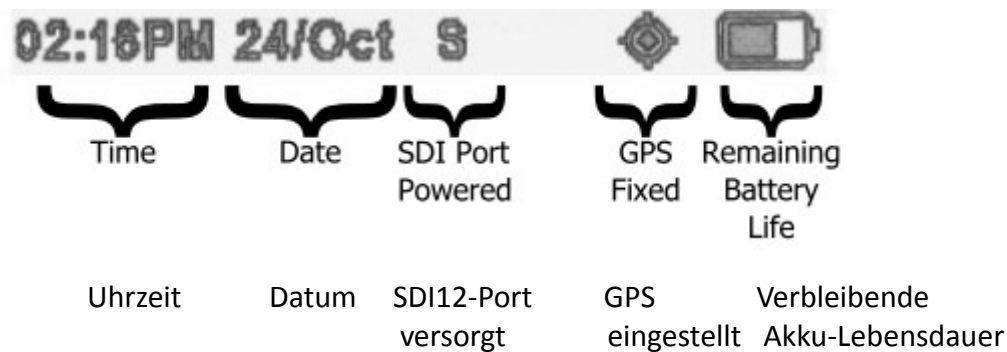 02:16PM 24/Oct S
Time Date SDI Port GPS Remaining
Powered Fixed Battery
Life
Uhrzeit Datum SDI12-Port GPS Verbleibende
versorgt eingestellt Akku-Lebensdauer